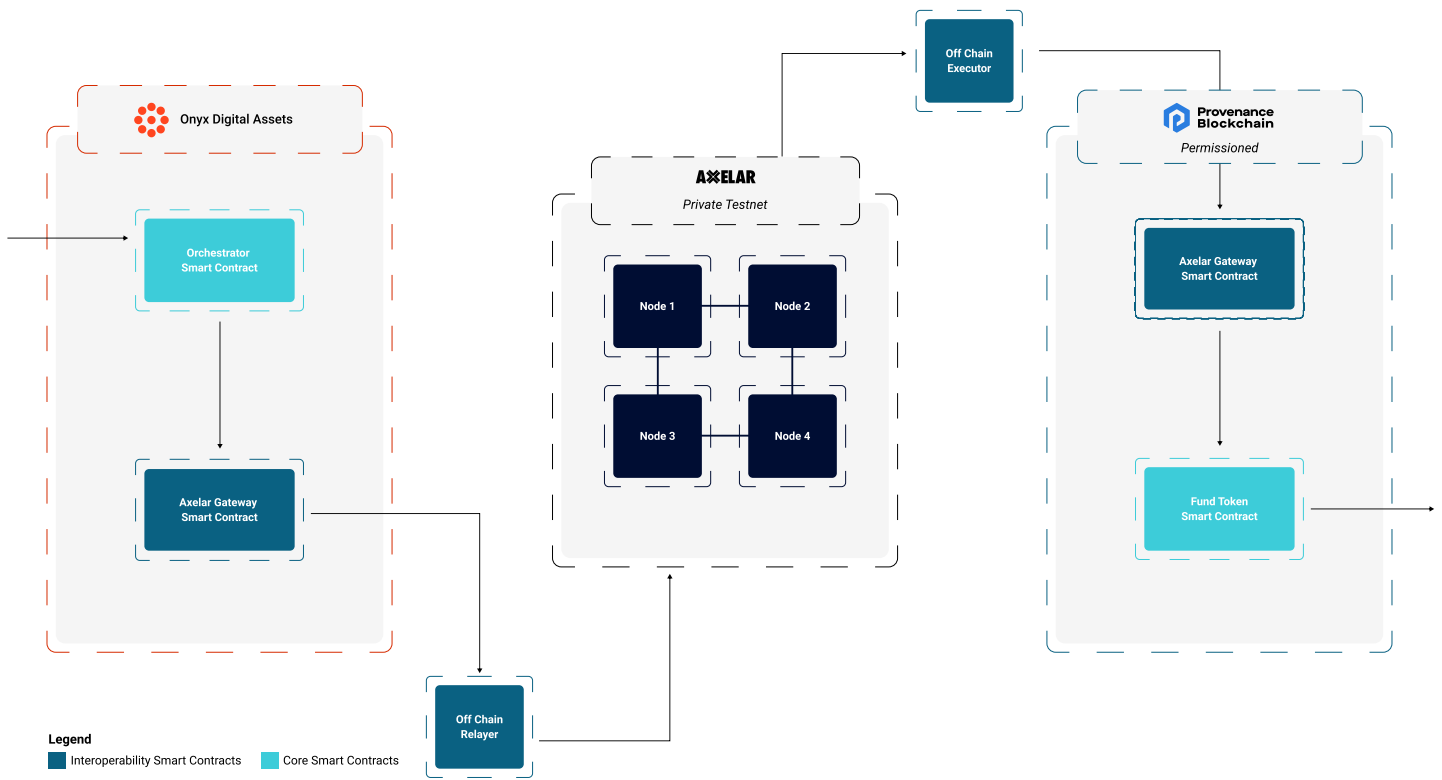 Onyx Digital Assets
Orchestrator
Smart Contract
Axelar Gateway
Smart Contract
Off Chain
Relayer
AXELAR
Private Testnet
Node 1
Node 2
Node 3
Node 4
Off Chain
Executor
Provenance
Blockchain
Permissioned
Axelar Gateway
Smart Contract
Fund Token
Smart Contract
Legend
Interoperability Smart Contracts
Core Smart Contracts